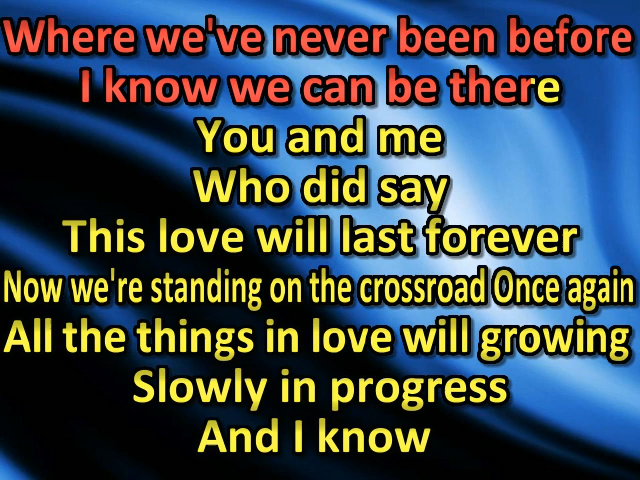 Where we've never been before
I know we can be there
You and me
Who did say
This love will last forever
Now we're standing on the crossroad Once again
All the things in love will growing
Slowly in progress
And I know